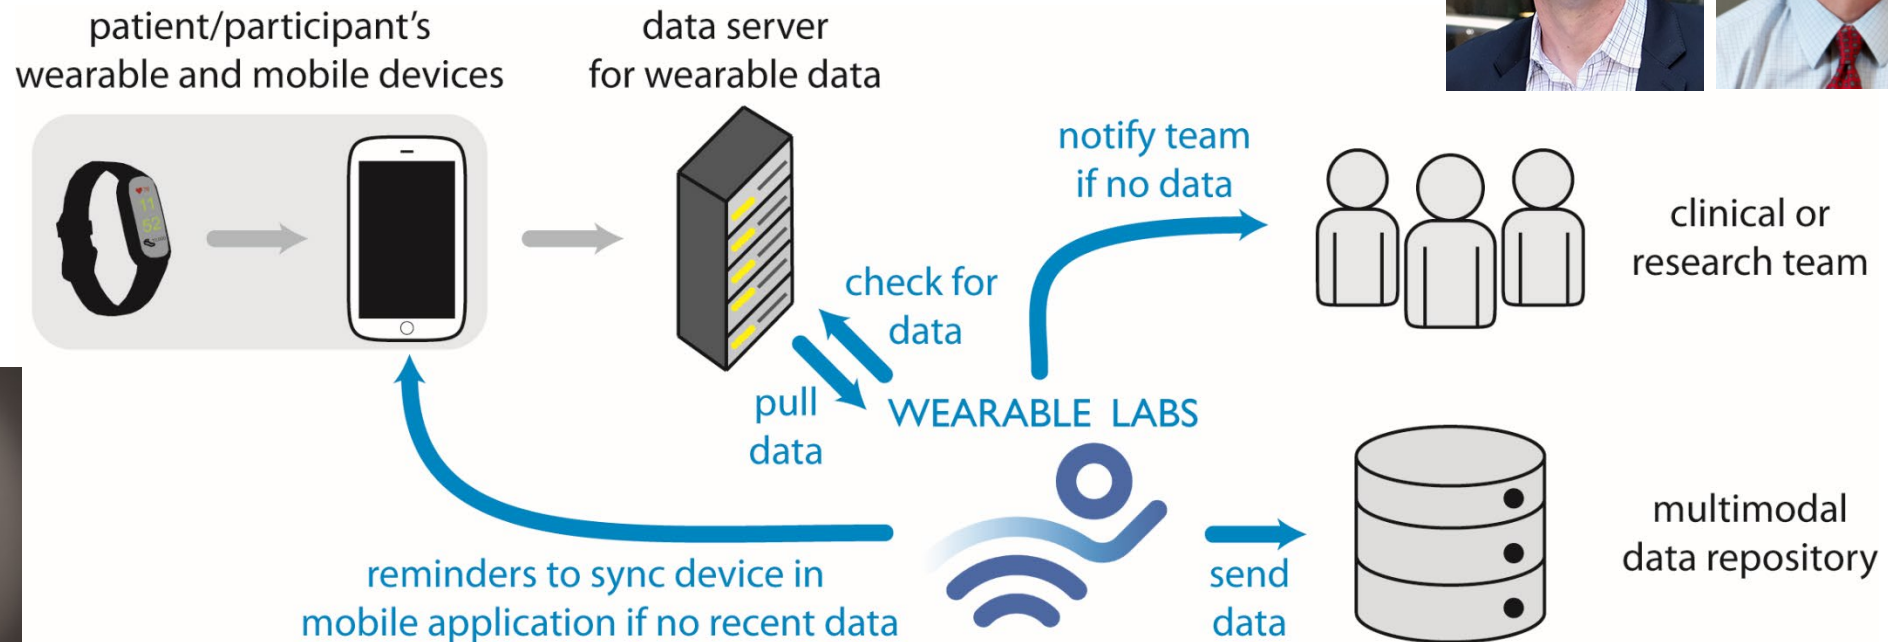 patient/participant's
wearable and mobile devices
data server
for wearable data
notify team
if no data
clinical or
research team
check for
data
pull
data
WEARABLE LABS
reminders to sync device in
mobile application if no recent data
send
data
multimodal
data repository
11
52